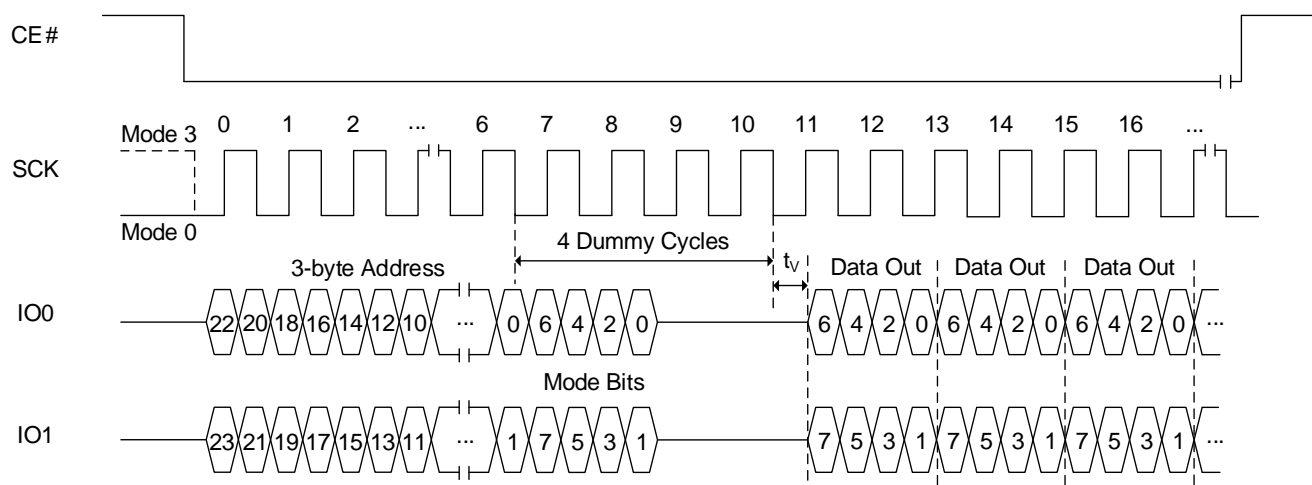 CE#
0 1 2 ... 6 7 8 9 10 11 12 13 14 15 16 ...
Mode 3
SCK
Mode 0
4 Dummy Cycles
tV
3-byte Address
Data Out Data Out Data Out
IO0
22 20 18 16 14 12 10 ... 0 6 4 2 0 6 4 2 0 6 4 2 0 6 4 2 0 ...
Mode Bits
IO1
23 21 19 17 15 13 11 ... 1 7 5 3 1 7 5 3 1 7 5 3 1 7 5 3 1 ...